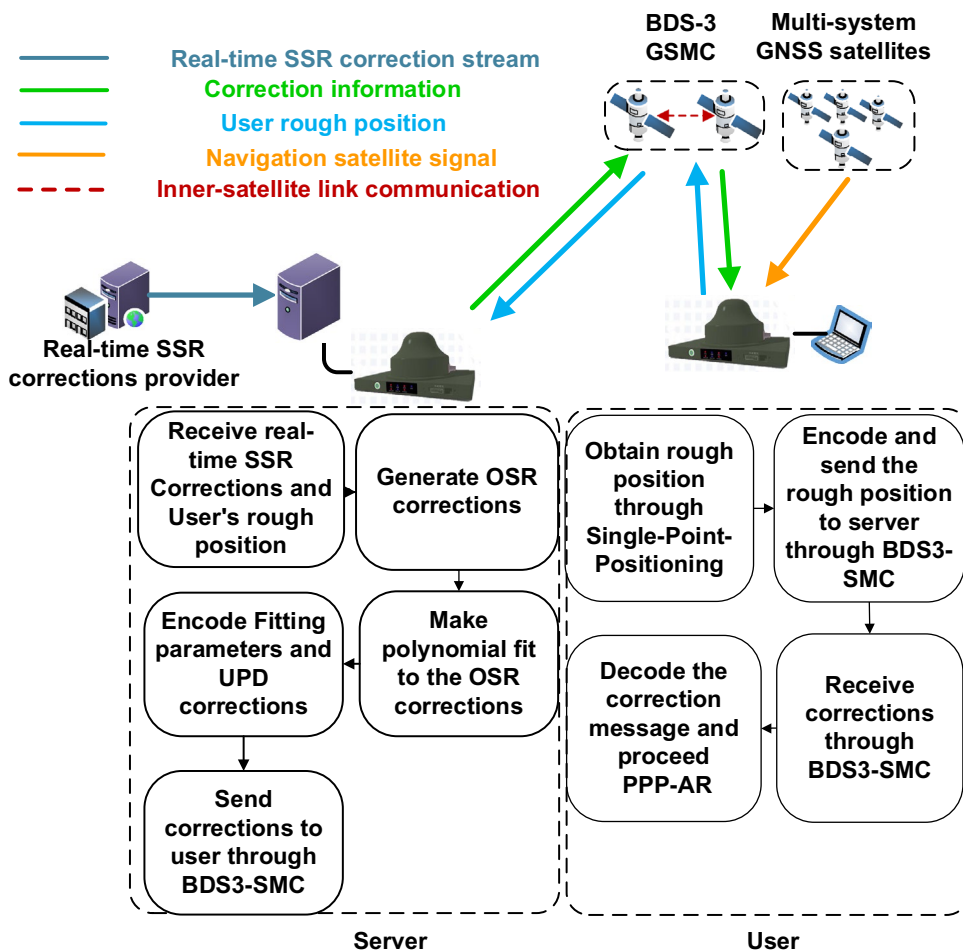 Real-time SSR correction stream
Correction information
User rough position
Navigation satellite signal
Inner-satellite link communication
BDS-3
GSMC
Multi-system
GNSS satellites
Real-time SSR
corrections provider
Receive real-
time SSR
Corrections and
User's rough
position
Generate OSR
corrections
Make
polynomial fit
to the OSR
corrections
Encode Fitting
parameters and
UPD
corrections
Send
corrections to
user through
BDS3-SMC
Server
Obtain rough
position
through
Single-Point-
Positioning
Encode and
send the
rough position
to server
through BDS3-
SMC
Receive
corrections
through
BDS3-SMC
Decode the
correction
message and
proceed
PPP-AR
User